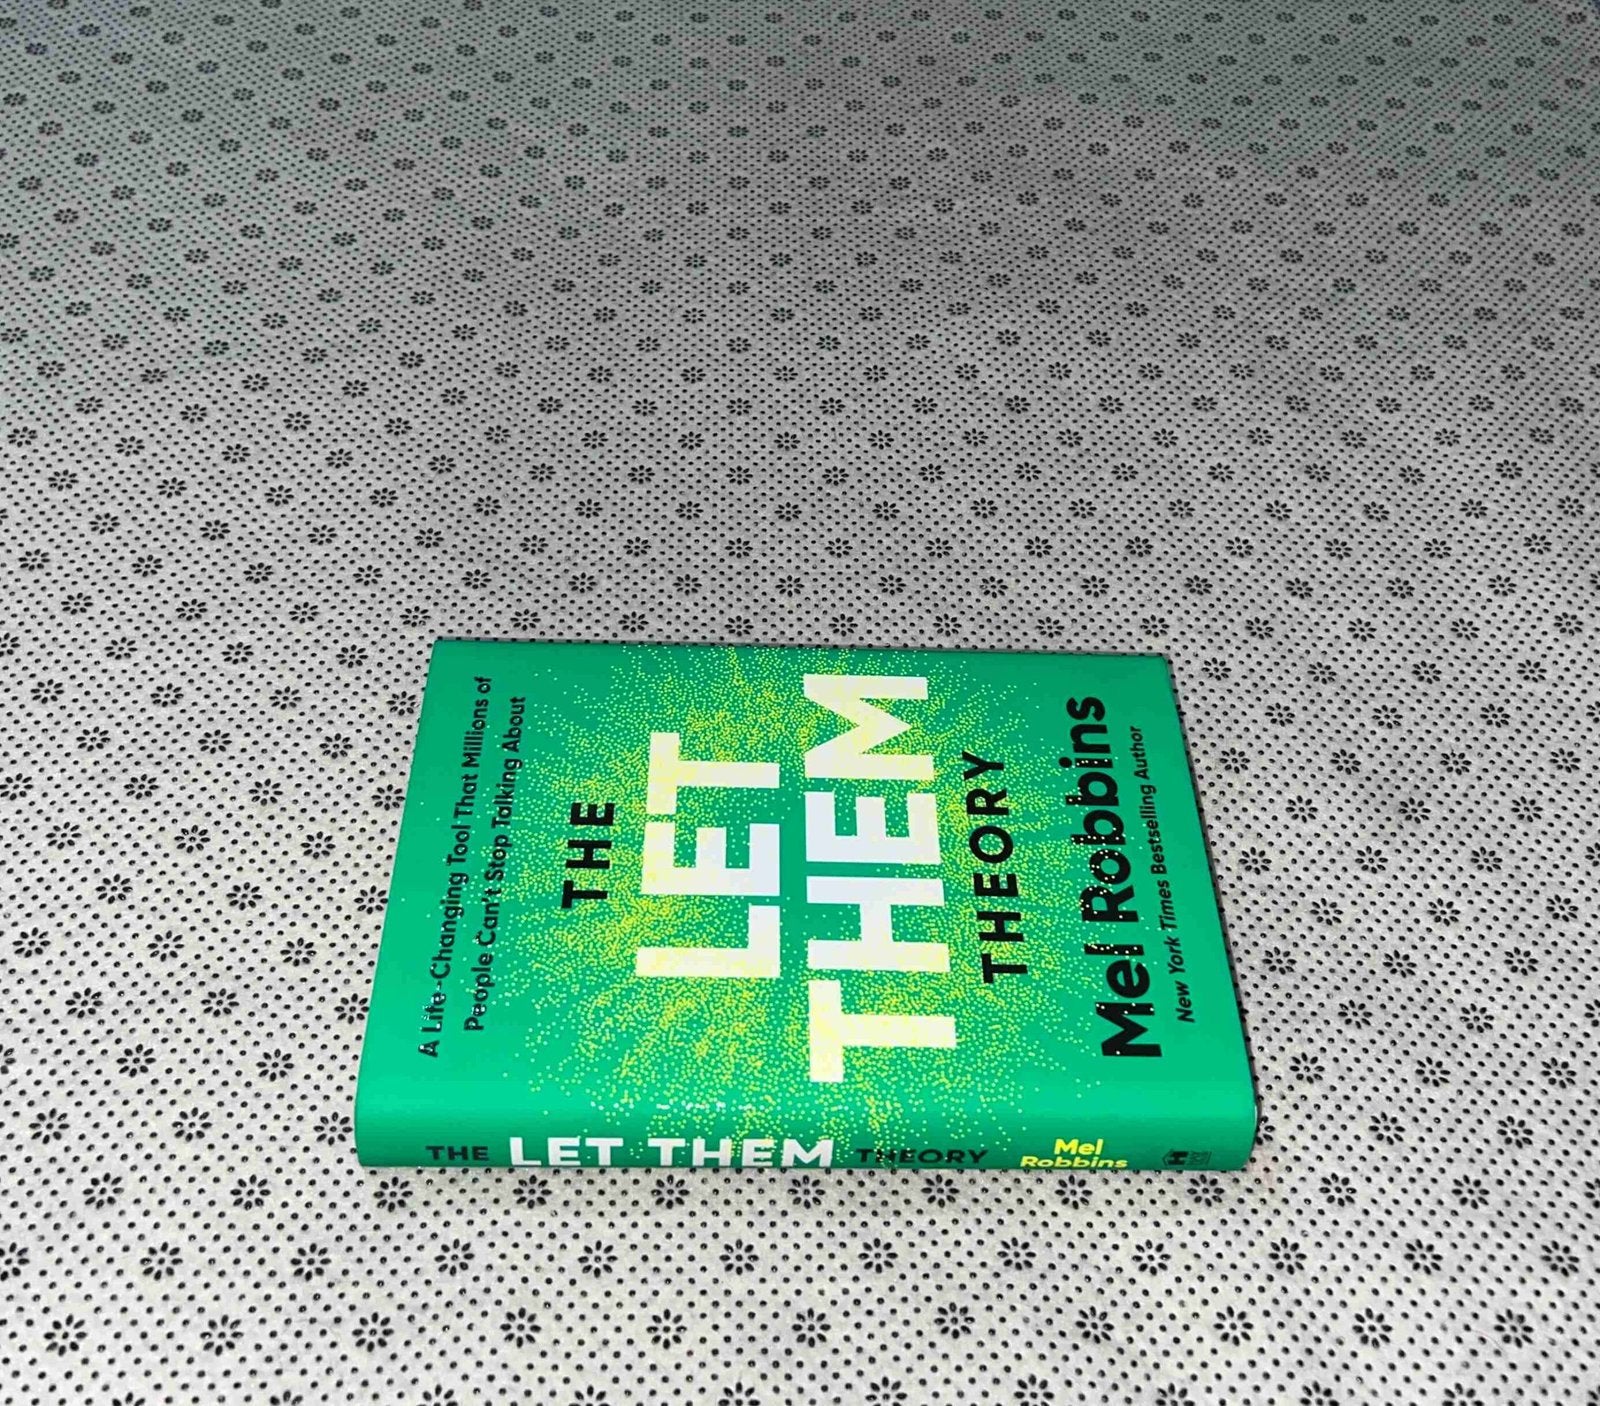 A Life-Changing Tool That Millions of
People Can't Stop Talking About
THE
LET
THEM
THEORY
Mel Robbins
New York Times Bestselling Author
THE LET THEM THEORY
Mel
Robbins